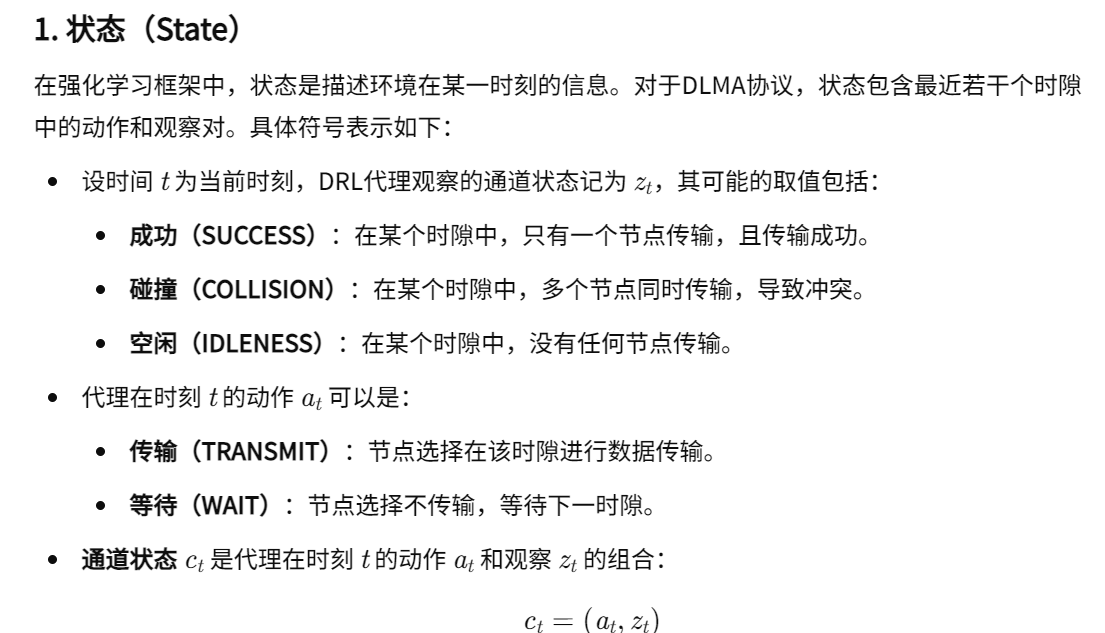 1. 状态（State）
在强化学习框架中，状态是描述环境在某一时刻的信息。对于DLMA协议，状态包含最近若干个时隙
中的动作和观察对。具体符号表示如下：
设时间 t 为当前时刻，DRL代理观察的通道状态记为 z_t，其可能的取值包括：
成功（SUCCESS）：在某个时隙中，只有一个节点传输，且传输成功。
碰撞（COLLISION）：在某个时隙中，多个节点同时传输，导致冲突。
空闲（IDLENESS）：在某个时隙中，没有任何节点传输。
代理在时刻 t 的动作 a_t 可以是：
传输（TRANSMIT）：节点选择在该时隙进行数据传输。
等待（WAIT）：节点选择不传输，等待下一时隙。
通道状态 c_t 是代理在时刻 t 的动作 a_t 和观察 z_t 的组合：
c_t = (a_t, z_t)